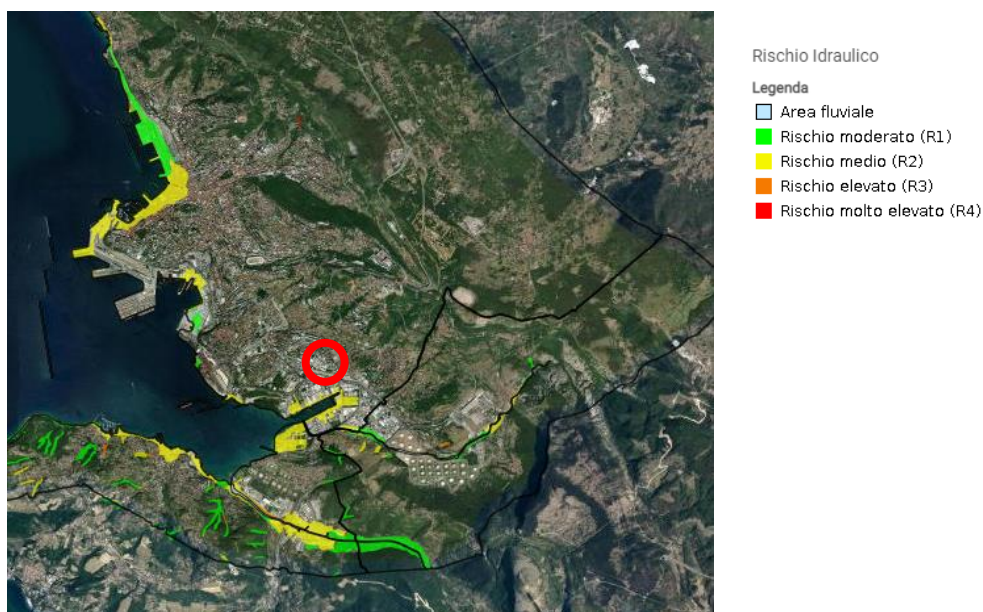 Rischio Idraulico
Legenda
Area fluviale
Rischio moderato (R1)
Rischio medio (R2)
Rischio elevato (R3)
Rischio molto elevato (R4)